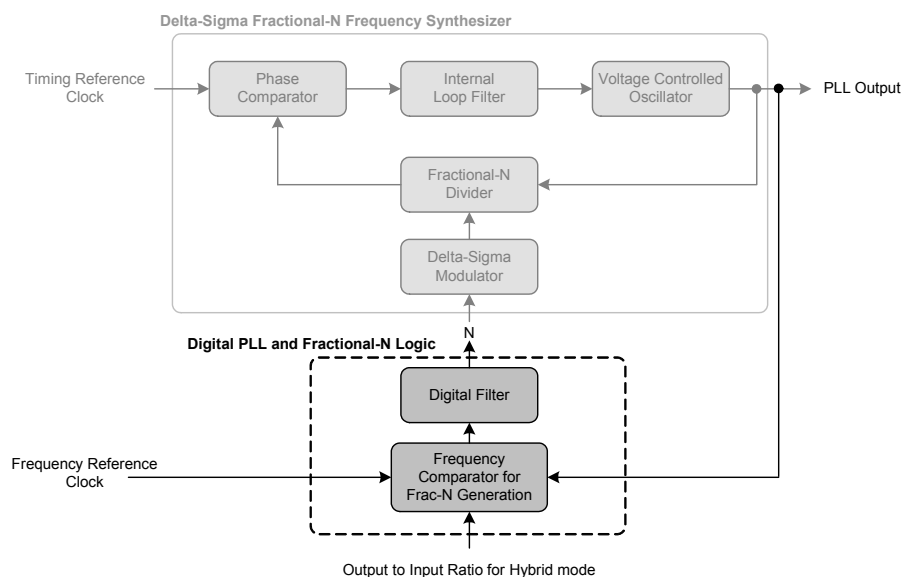 Delta-Sigma Fractional-N Frequency Synthesizer
Timing Reference
Clock
Phase
Comparator
Internal
Loop Filter
Voltage Controlled
Oscillator
PLL Output
Fractional-N
Divider
Delta-Sigma
Modulator
N
Digital PLL and Fractional-N Logic
Digital Filter
Frequency Reference
Clock
Frequency
Comparator for
Frac-N Generation
Output to Input Ratio for Hybrid mode